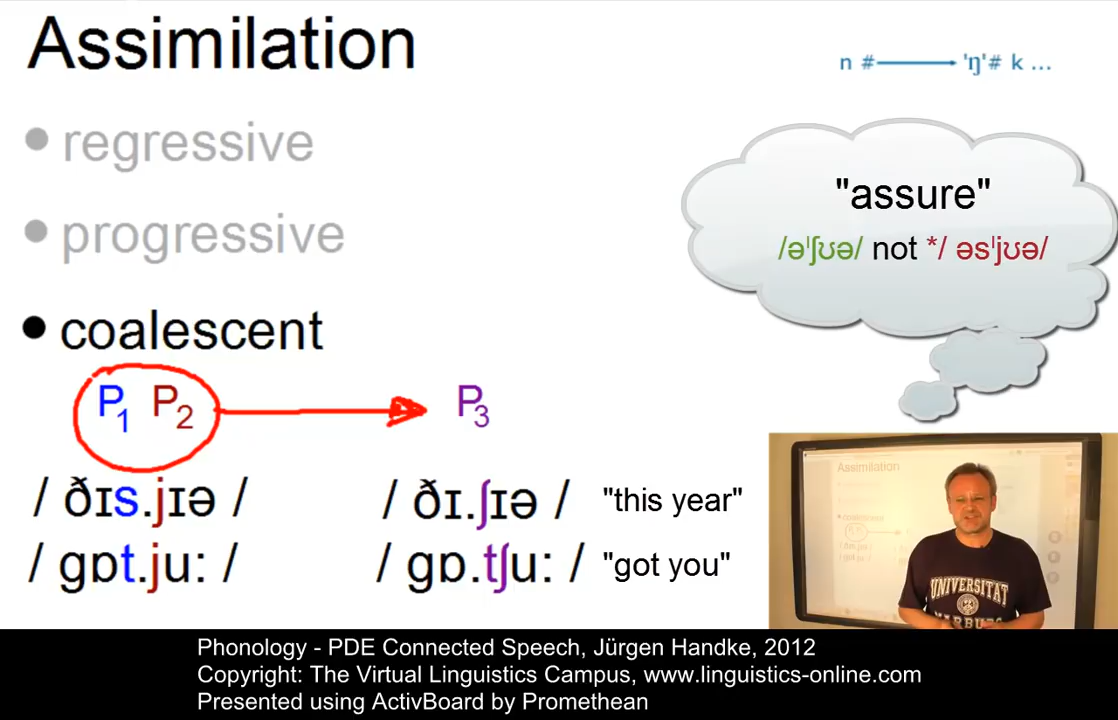 Assimilation
n # 'ŋ'# k ...
• regressive
• progressive
• coalescent
"assure"
/əˈʃʊə/ not */ əsˈjʊə/
P1 P2 P3
/ ðɪs.jɪə / / ðɪ.ʃɪə / "this year"
/ gɒt.ju: / / gɒ.tʃu: / "got you"
Assimilation
UNIVERSITAT
MARBURG
Phonology - PDE Connected Speech, Jürgen Handke, 2012
Copyright: The Virtual Linguistics Campus, www.linguistics-online.com
Presented using ActivBoard by Promethean